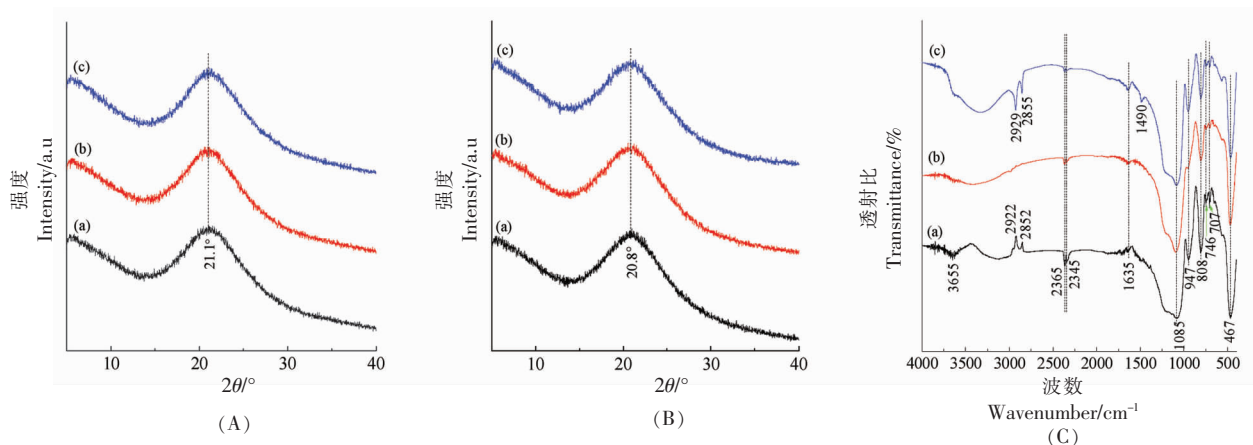 强度
Intensity/a.u
(c)
(b)
(a)
21.1°
10
20
30
40
2θ/°
(A)
强度
Intensity/a.u
(c)
(b)
(a)
20.8°
10
20
30
40
2θ/°
(B)
透射比
Transmittance/%
(c)
2929
2855
1490
(b)
(a)
3655
2922
2852
2365
2345
1635
1085
947
808
746
707
467
4000
3500
3000
2500
2000
1500
1000
500
波数
Wavenumber/cm⁻¹
(C)